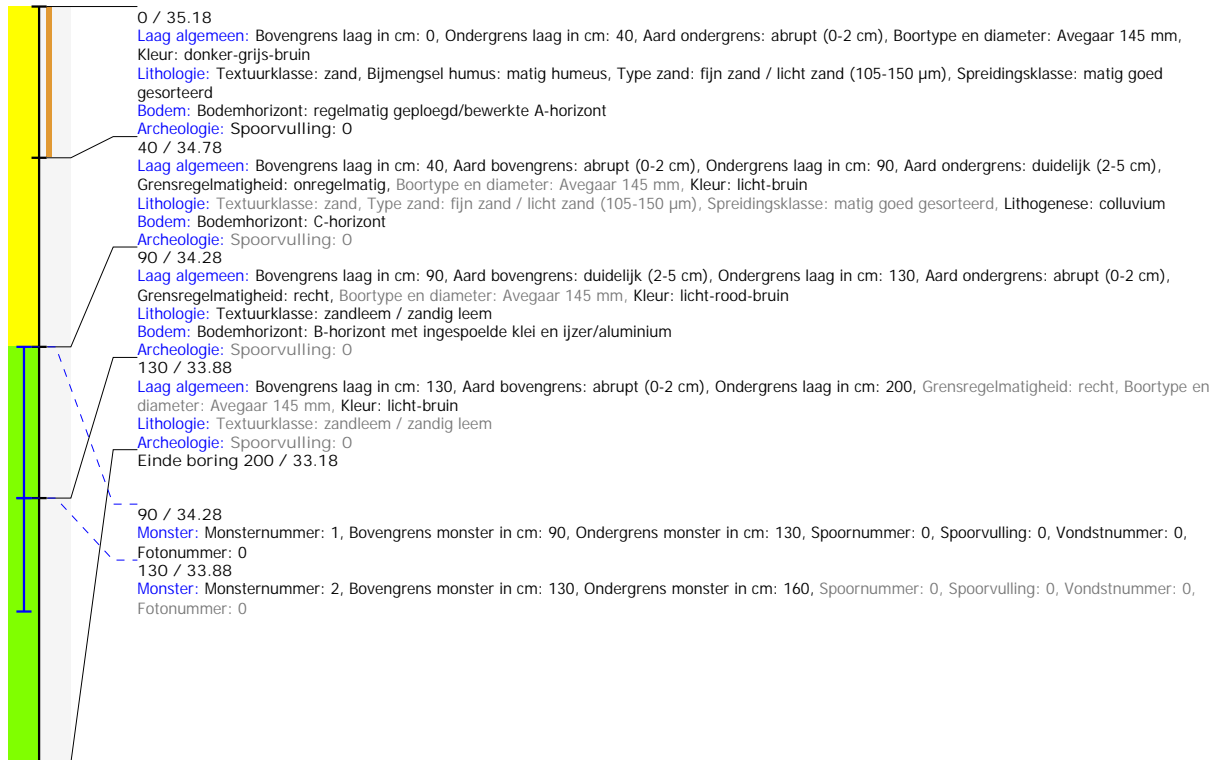 0 / 35.18
Laag algemeen: Bovengrens laag in cm: 0, Ondergrens laag in cm: 40, Aard ondergrens: abrupt (0-2 cm), Boortype en diameter: Avegaar 145 mm,
Kleur: donker-grijs-bruin
Lithologie: Textuurklasse: zand, Bijmengsel humus: matig humeus, Type zand: fijn zand / licht zand (105-150 µm), Spreidingsklasse: matig goed
gesorteerd
Bodem: Bodemhorizont: regelmatig geploegd/bewerkte A-horizont
Archeologie: Spoorvulling: 0
40 / 34.78
Laag algemeen: Bovengrens laag in cm: 40, Aard bovengrens: abrupt (0-2 cm), Ondergrens laag in cm: 90, Aard ondergrens: duidelijk (2-5 cm),
Grensregelmatigheid: onregelmatig, Boortype en diameter: Avegaar 145 mm, Kleur: licht-bruin
Lithologie: Textuurklasse: zand, Type zand: fijn zand / licht zand (105-150 µm), Spreidingsklasse: matig goed gesorteerd, Lithogenese: colluvium
Bodem: Bodemhorizont: C-horizont
Archeologie: Spoorvulling: 0
90 / 34.28
Laag algemeen: Bovengrens laag in cm: 90, Aard bovengrens: duidelijk (2-5 cm), Ondergrens laag in cm: 130, Aard ondergrens: abrupt (0-2 cm),
Grensregelmatigheid: recht, Boortype en diameter: Avegaar 145 mm, Kleur: licht-rood-bruin
Lithologie: Textuurklasse: zandleem / zandig leem
Bodem: Bodemhorizont: B-horizont met ingespoelde klei en ijzer/aluminium
Archeologie: Spoorvulling: 0
130 / 33.88
Laag algemeen: Bovengrens laag in cm: 130, Aard bovengrens: abrupt (0-2 cm), Ondergrens laag in cm: 200, Grensregelmatigheid: recht, Boortype en
diameter: Avegaar 145 mm, Kleur: licht-bruin
Lithologie: Textuurklasse: zandleem / zandig leem
Archeologie: Spoorvulling: 0
Einde boring 200 / 33.18
90 / 34.28
Monster: Monsternummer: 1, Bovengrens monster in cm: 90, Ondergrens monster in cm: 130, Spoornummer: 0, Spoorvulling: 0, Vondstnummer: 0,
Fotonummer: 0
130 / 33.88
Monster: Monsternummer: 2, Bovengrens monster in cm: 130, Ondergrens monster in cm: 160, Spoornummer: 0, Spoorvulling: 0, Vondstnummer: 0,
Fotonummer: 0